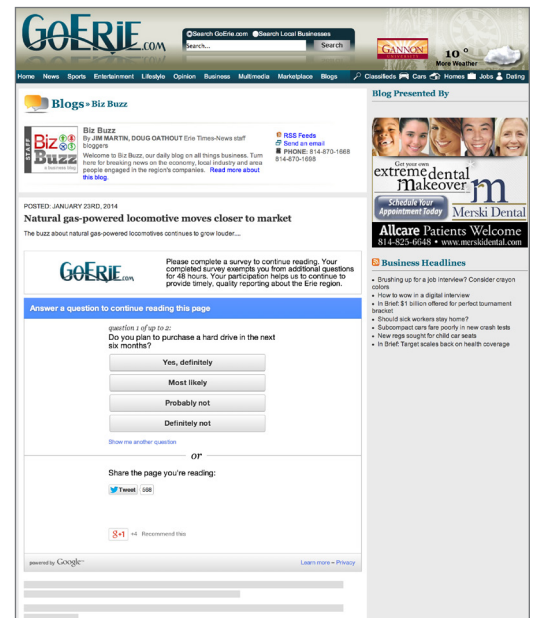 GOERIE.COM
Search GoErie.com Search Local Businesses
Search... Search
GANNON
UNIVERSITY
10 °
More Weather
Home News Sports Entertainment Lifestyle Opinion Business Multimedia Marketplace Blogs Classifieds Cars Homes Jobs Dating
Blogs » Biz Buzz
STAFF
Biz
Buzz
a business blog
Biz Buzz
By JIM MARTIN, DOUG OATHOUT Erie Times-News staff
bloggers
Welcome to Biz Buzz, our daily blog on all things business. Turn
here for breaking news on the economy, local industry and area
people engaged in the region's companies. Read more about
this blog.
RSS Feeds
Send an email
PHONE: 814-870-1668
814-870-1698
POSTED: JANUARY 23RD, 2014
Natural gas-powered locomotive moves closer to market
The buzz about natural gas-powered locomotives continues to grow louder....
GOERIE.COM
Please complete a survey to continue reading. Your
completed survey exempts you from additional questions
for 48 hours. Your participation helps us to continue to
provide timely, quality reporting about the Erie region.
Answer a question to continue reading this page
question 1 of up to 2:
Do you plan to purchase a hard drive in the next
six months?
Yes, definitely
Most likely
Probably not
Definitely not
Show me another question
or
Share the page you're reading:
Tweet 568
g+1 +4 Recommend this
powered by Google™
Learn more – Privacy
Blog Presented By
Get your own
extreme dental
makeover
m
Schedule Your
Appointment Today
Merski Dental
Allcare Patients Welcome
814-825-6648 • www.merskidental.com
Business Headlines
• Brushing up for a job interview? Consider crayon
colors
• How to wow in a digital interview
• In Brief: $1 billion offered for perfect tournament
bracket
• Should sick workers stay home?
• Subcompact cars fare poorly in new crash tests
• New regs sought for child car seats
• In Brief: Target scales back on health coverage